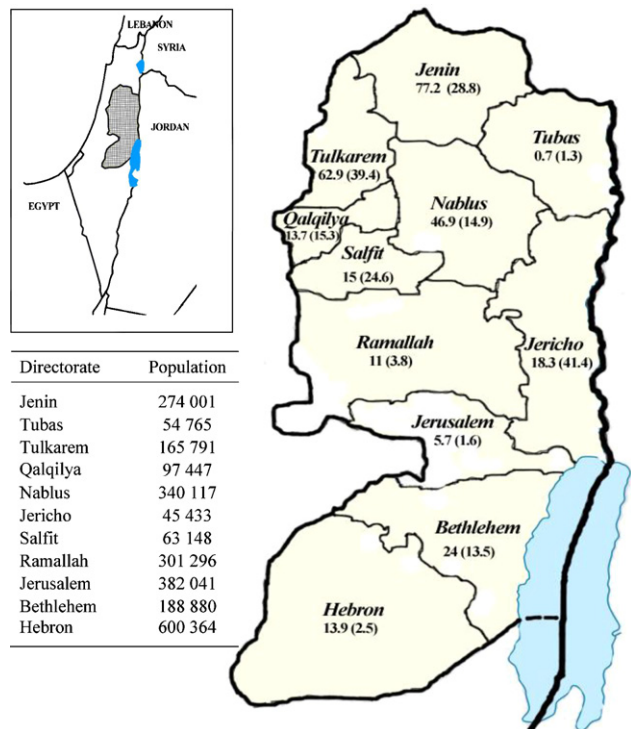 LEBANON
SYRIA
JORDAN
EGYPT
Directorate Population
Jenin 274 001
Tubas 54 765
Tulkarem 165 791
Qalqilya 97 447
Nablus 340 117
Jericho 45 433
Salfit 63 148
Ramallah 301 296
Jerusalem 382 041
Bethlehem 188 880
Hebron 600 364
Jenin
77.2 (28.8)
Tubas
0.7 (1.3)
Tulkarem
62.9 (39.4)
Nablus
46.9 (14.9)
Qalqilya
13.7 (15.3)
Salfit
15 (24.6)
Ramallah
11 (3.8)
Jericho
18.3 (41.4)
Jerusalem
5.7 (1.6)
Bethlehem
24 (13.5)
Hebron
13.9 (2.5)